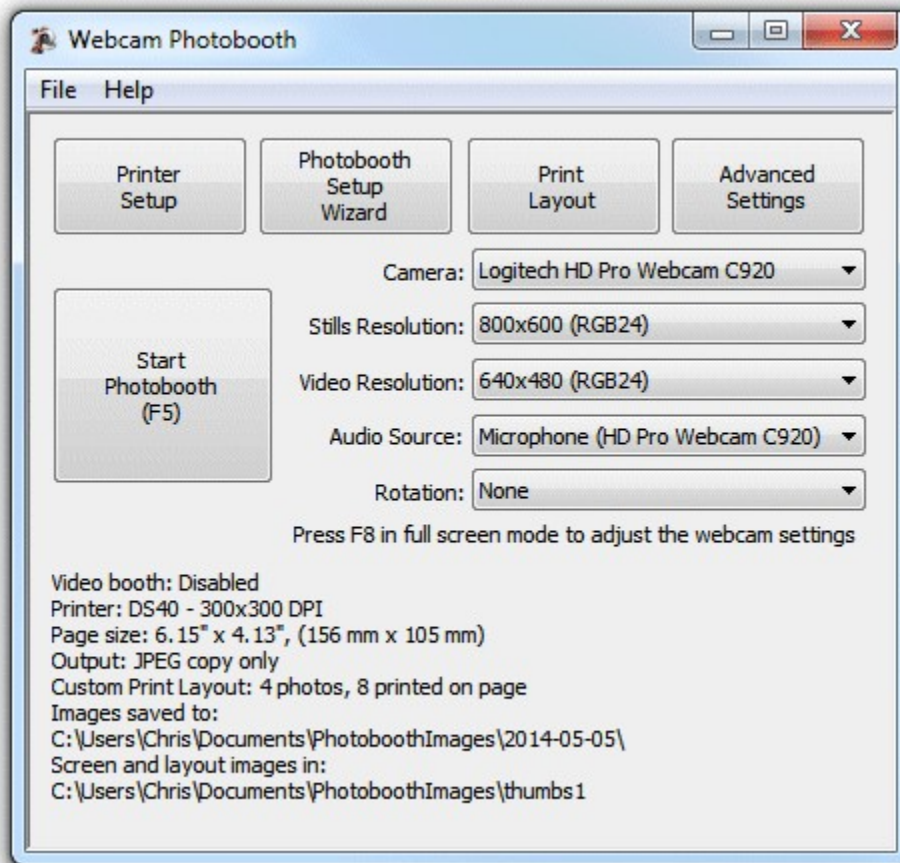 Webcam Photobooth
File Help
Printer
Setup
Photobooth
Setup
Wizard
Print
Layout
Advanced
Settings
Camera: Logitech HD Pro Webcam C920
Start
Photobooth
(F5)
Stills Resolution: 800x600 (RGB24)
Video Resolution: 640x480 (RGB24)
Audio Source: Microphone (HD Pro Webcam C920)
Rotation: None
Press F8 in full screen mode to adjust the webcam settings
Video booth: Disabled
Printer: DS40 - 300x300 DPI
Page size: 6.15" x 4.13", (156 mm x 105 mm)
Output: JPEG copy only
Custom Print Layout: 4 photos, 8 printed on page
Images saved to:
C:\Users\Chris\Documents\PhotoboothImages\2014-05-05\
Screen and layout images in:
C:\Users\Chris\Documents\PhotoboothImages\thumbs1